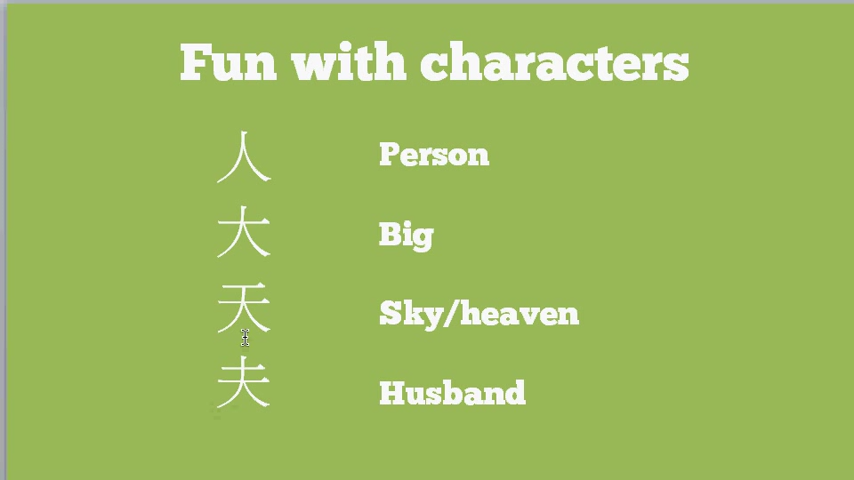 Fun with characters
人 Person
大 Big
天 Sky/heaven
夫 Husband